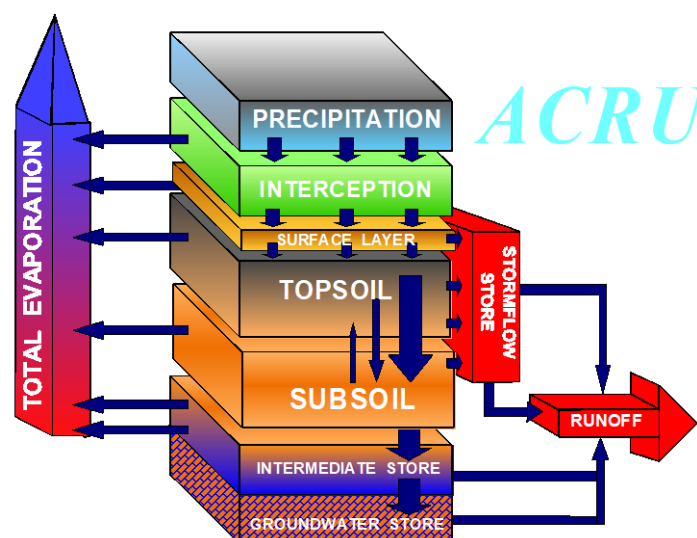 ACRU
PRECIPITATION
INTERCEPTION
SURFACE LAYER
TOPSOIL
SUBSOIL
INTERMEDIATE STORE
GROUNDWATER STORE
TOTAL EVAPORATION
STORMFLOW
STORE
RUNOFF